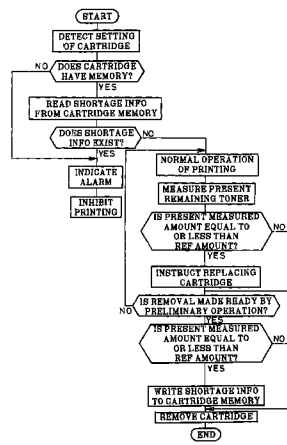 START
DETECT SETTING
OF CARTRIDGE
NO
DOES CARTRIDGE
HAVE MEMORY?
YES
READ SHORTAGE INFO
FROM CARTRIDGE MEMORY
DOES SHORTAGE
INFO EXIST?
NO
YES
INDICATE
ALARM
INHIBIT
PRINTING
NORMAL OPERATION
OF PRINTING
MEASURE PRESENT
REMAINING TONER
IS PRESENT MEASURED
AMOUNT EQUAL TO
OR LESS THAN
REF AMOUNT?
NO
YES
INSTRUCT REPLACING
CARTRIDGE
IS REMOVAL MADE READY BY
PRELIMINARY OPERATION?
NO
YES
IS PRESENT MEASURED
AMOUNT EQUAL TO
OR LESS THAN
REF AMOUNT?
NO
YES
WRITE SHORTAGE INFO
TO CARTRIDGE MEMORY
REMOVE CARTRIDGE
END